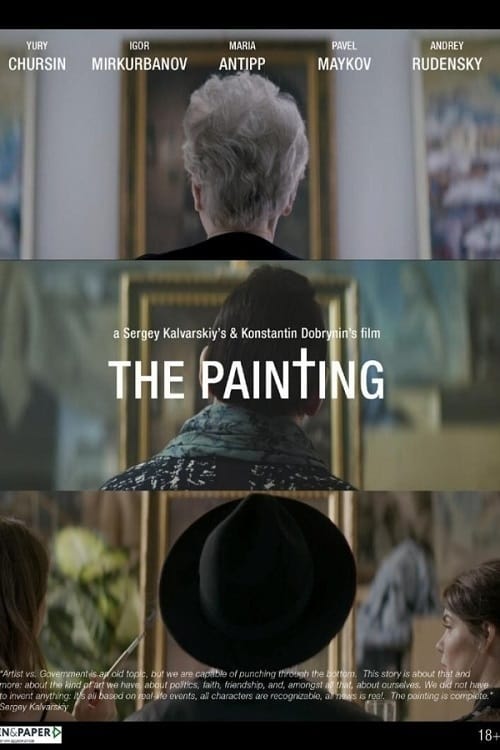 YURY IGOR MARIA PAVEL ANDREY
CHURSIN MIRKURBANOV ANTIPP MAYKOV RUDENSKY
a Sergey Kalvarskiy's & Konstantin Dobrynin's film
THE PAINTING
"Artist vs. Government is an old topic, but we are capable of punching through the bottom. This story is about that and
more: about the kind of art we have, about politics, faith, friendship, and, amongst all that, about ourselves. We did not have
to invent anything: it's all based on real-life events, all characters are recognizable, all news is real. The painting is complete."
Sergey Kalvarskiy
EN&PAPER
18+